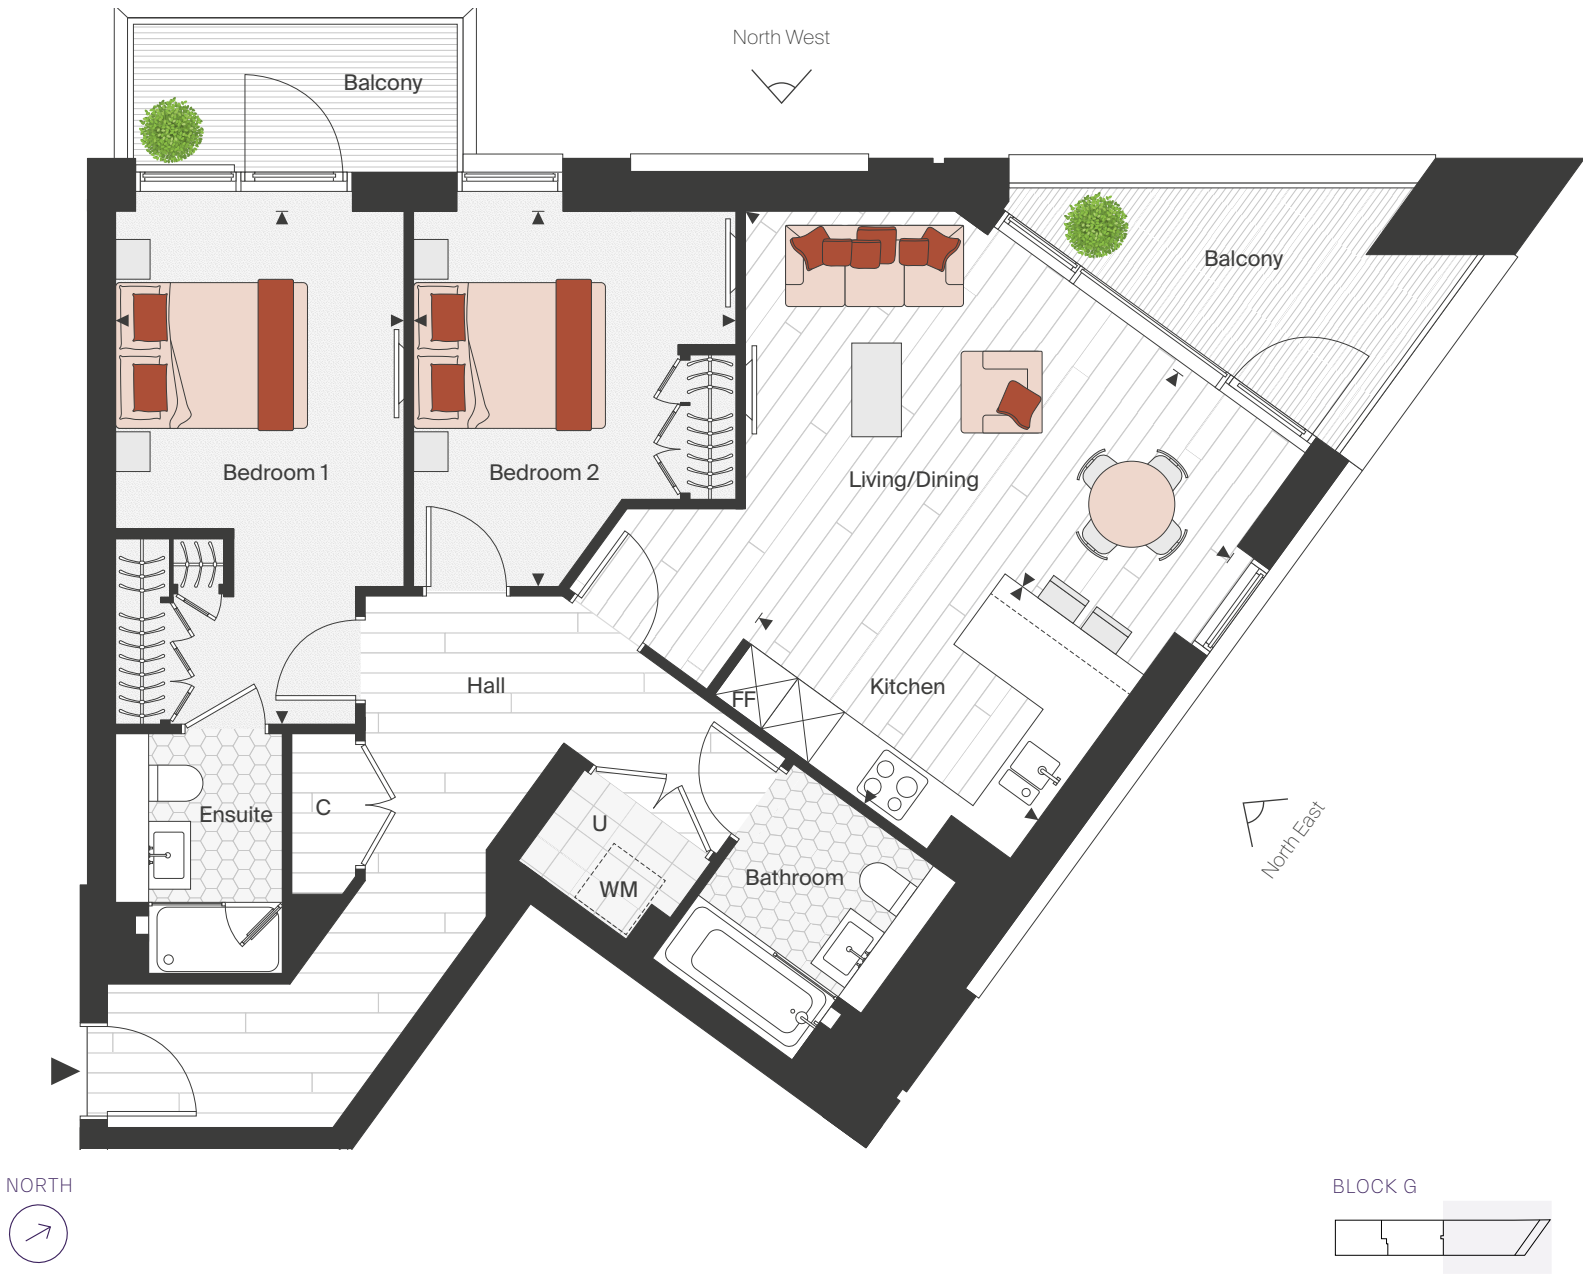 North West
Balcony
Balcony
Bedroom 1
Bedroom 2
Living/Dining
Hall
FF
Kitchen
Ensuite
C
U
WM
Bathroom
North East
NORTH
BLOCK G